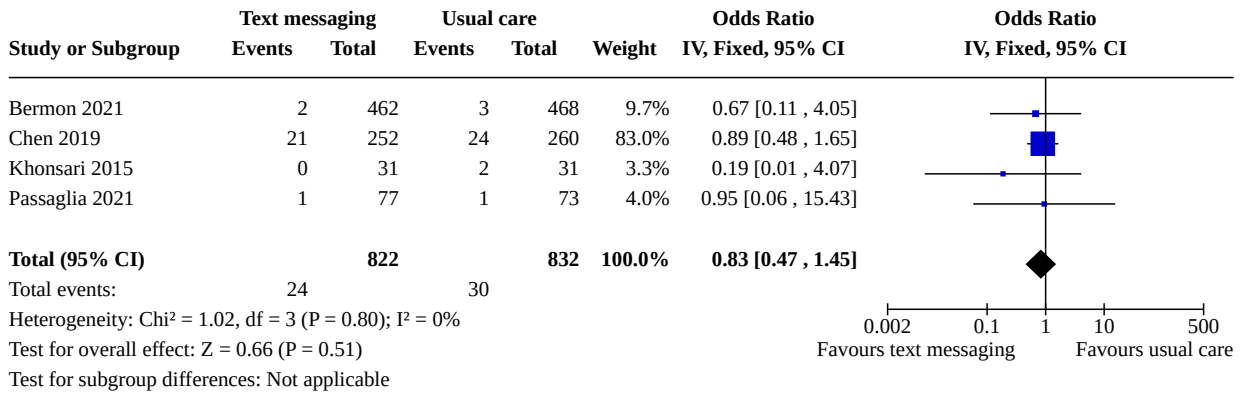 Text messaging Usual care Odds Ratio Odds Ratio
Study or Subgroup Events Total Events Total Weight IV, Fixed, 95% CI IV, Fixed, 95% CI
Bermon 2021 2 462 3 468 9.7% 0.67 [0.11 , 4.05]
Chen 2019 21 252 24 260 83.0% 0.89 [0.48 , 1.65]
Khonsari 2015 0 31 2 31 3.3% 0.19 [0.01 , 4.07]
Passaglia 2021 1 77 1 73 4.0% 0.95 [0.06 , 15.43]
Total (95% CI) 822 832 100.0% 0.83 [0.47 , 1.45]
Total events: 24 30
Heterogeneity: Chi² = 1.02, df = 3 (P = 0.80); I² = 0%
0.002 0.1 1 10 500
Test for overall effect: Z = 0.66 (P = 0.51) Favours text messaging Favours usual care
Test for subgroup differences: Not applicable